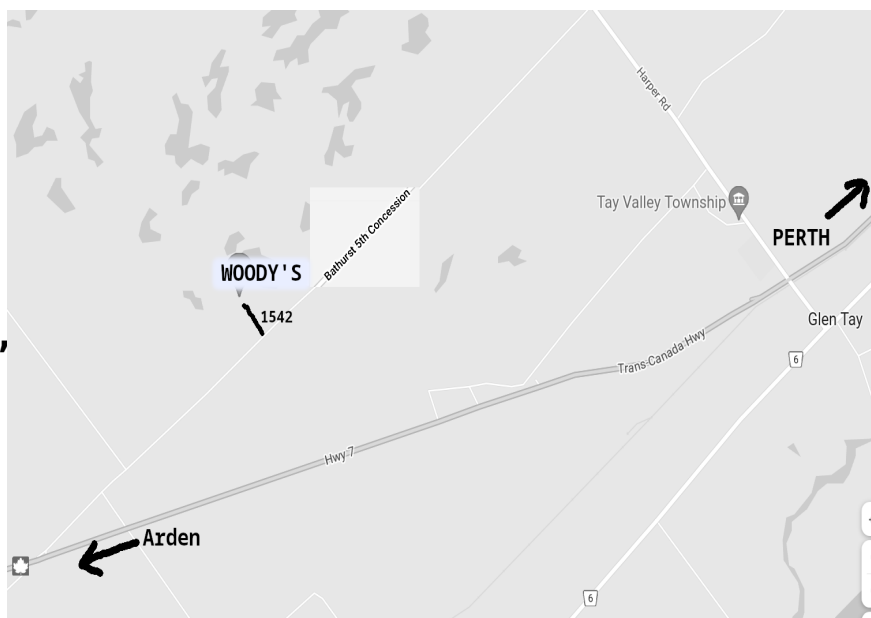 Harper Rd
Tay Valley Township
PERTH
Bathurst 5th Concession
WOODY'S
1542
,
Glen Tay
Trans-Canada Hwy
6
Hwy 7
Arden
6